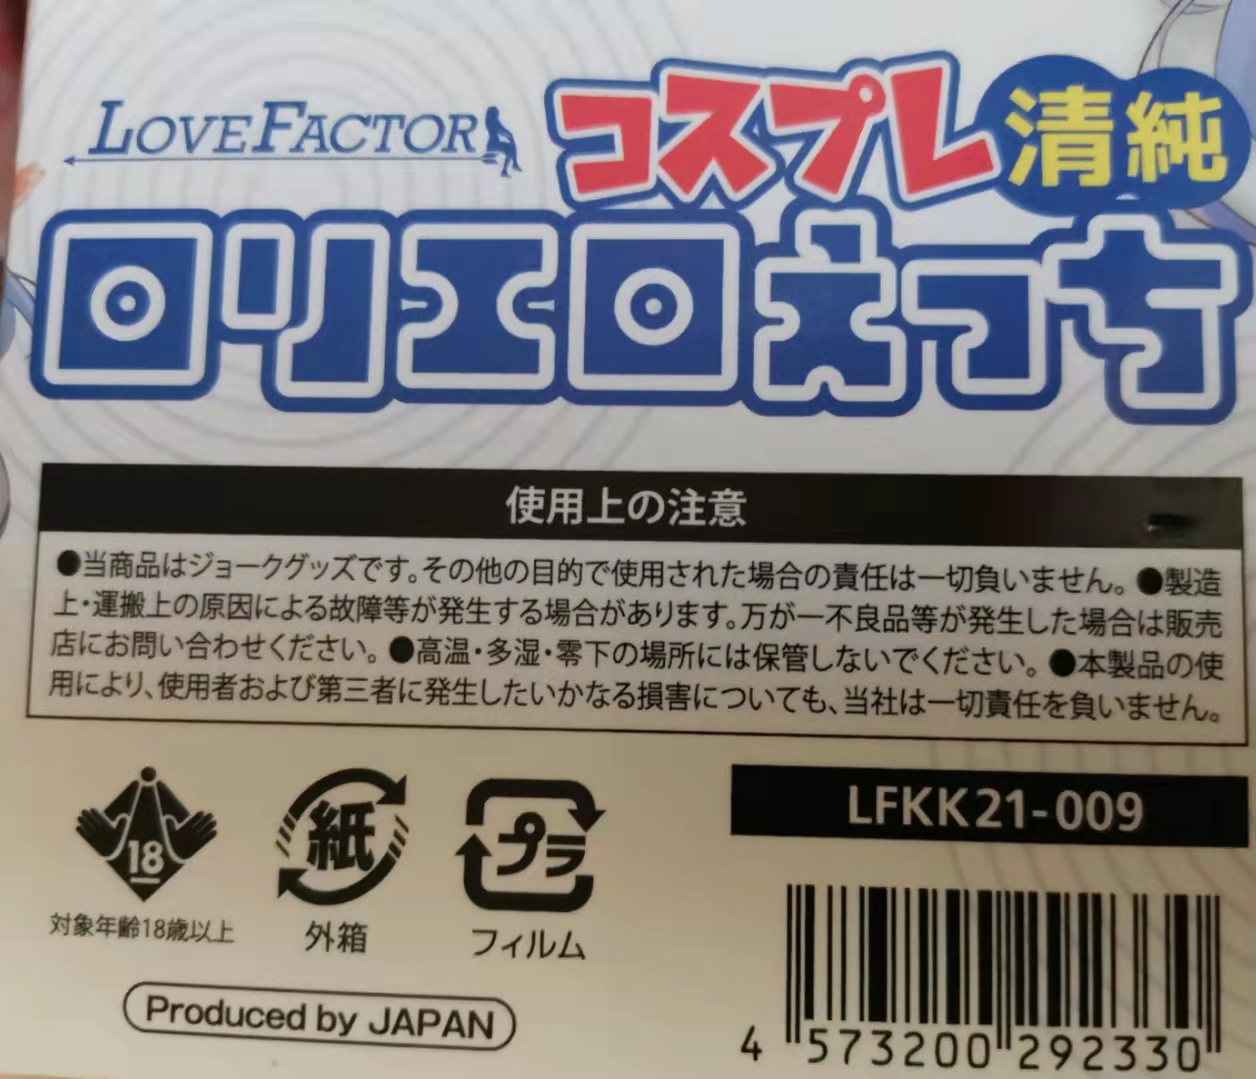 LOVEFACTOR
コスプレ
清純
ロリエロえっち
使用上の注意
●当商品はジョークグッズです。その他の目的で使用された場合の責任は一切負いません。●製造
上・運搬上の原因による故障等が発生する場合があります。万が一不良品等が発生した場合は販売
店にお問い合わせください。●高温・多湿・零下の場所には保管しないでください。●本製品の使
用により、使用者および第三者に発生したいかなる損害についても、当社は一切責任を負いません。
18
対象年齢18歳以上
紙
外箱
プラ
フィルム
LFKK21-009
Produced by JAPAN
4 573200 292330